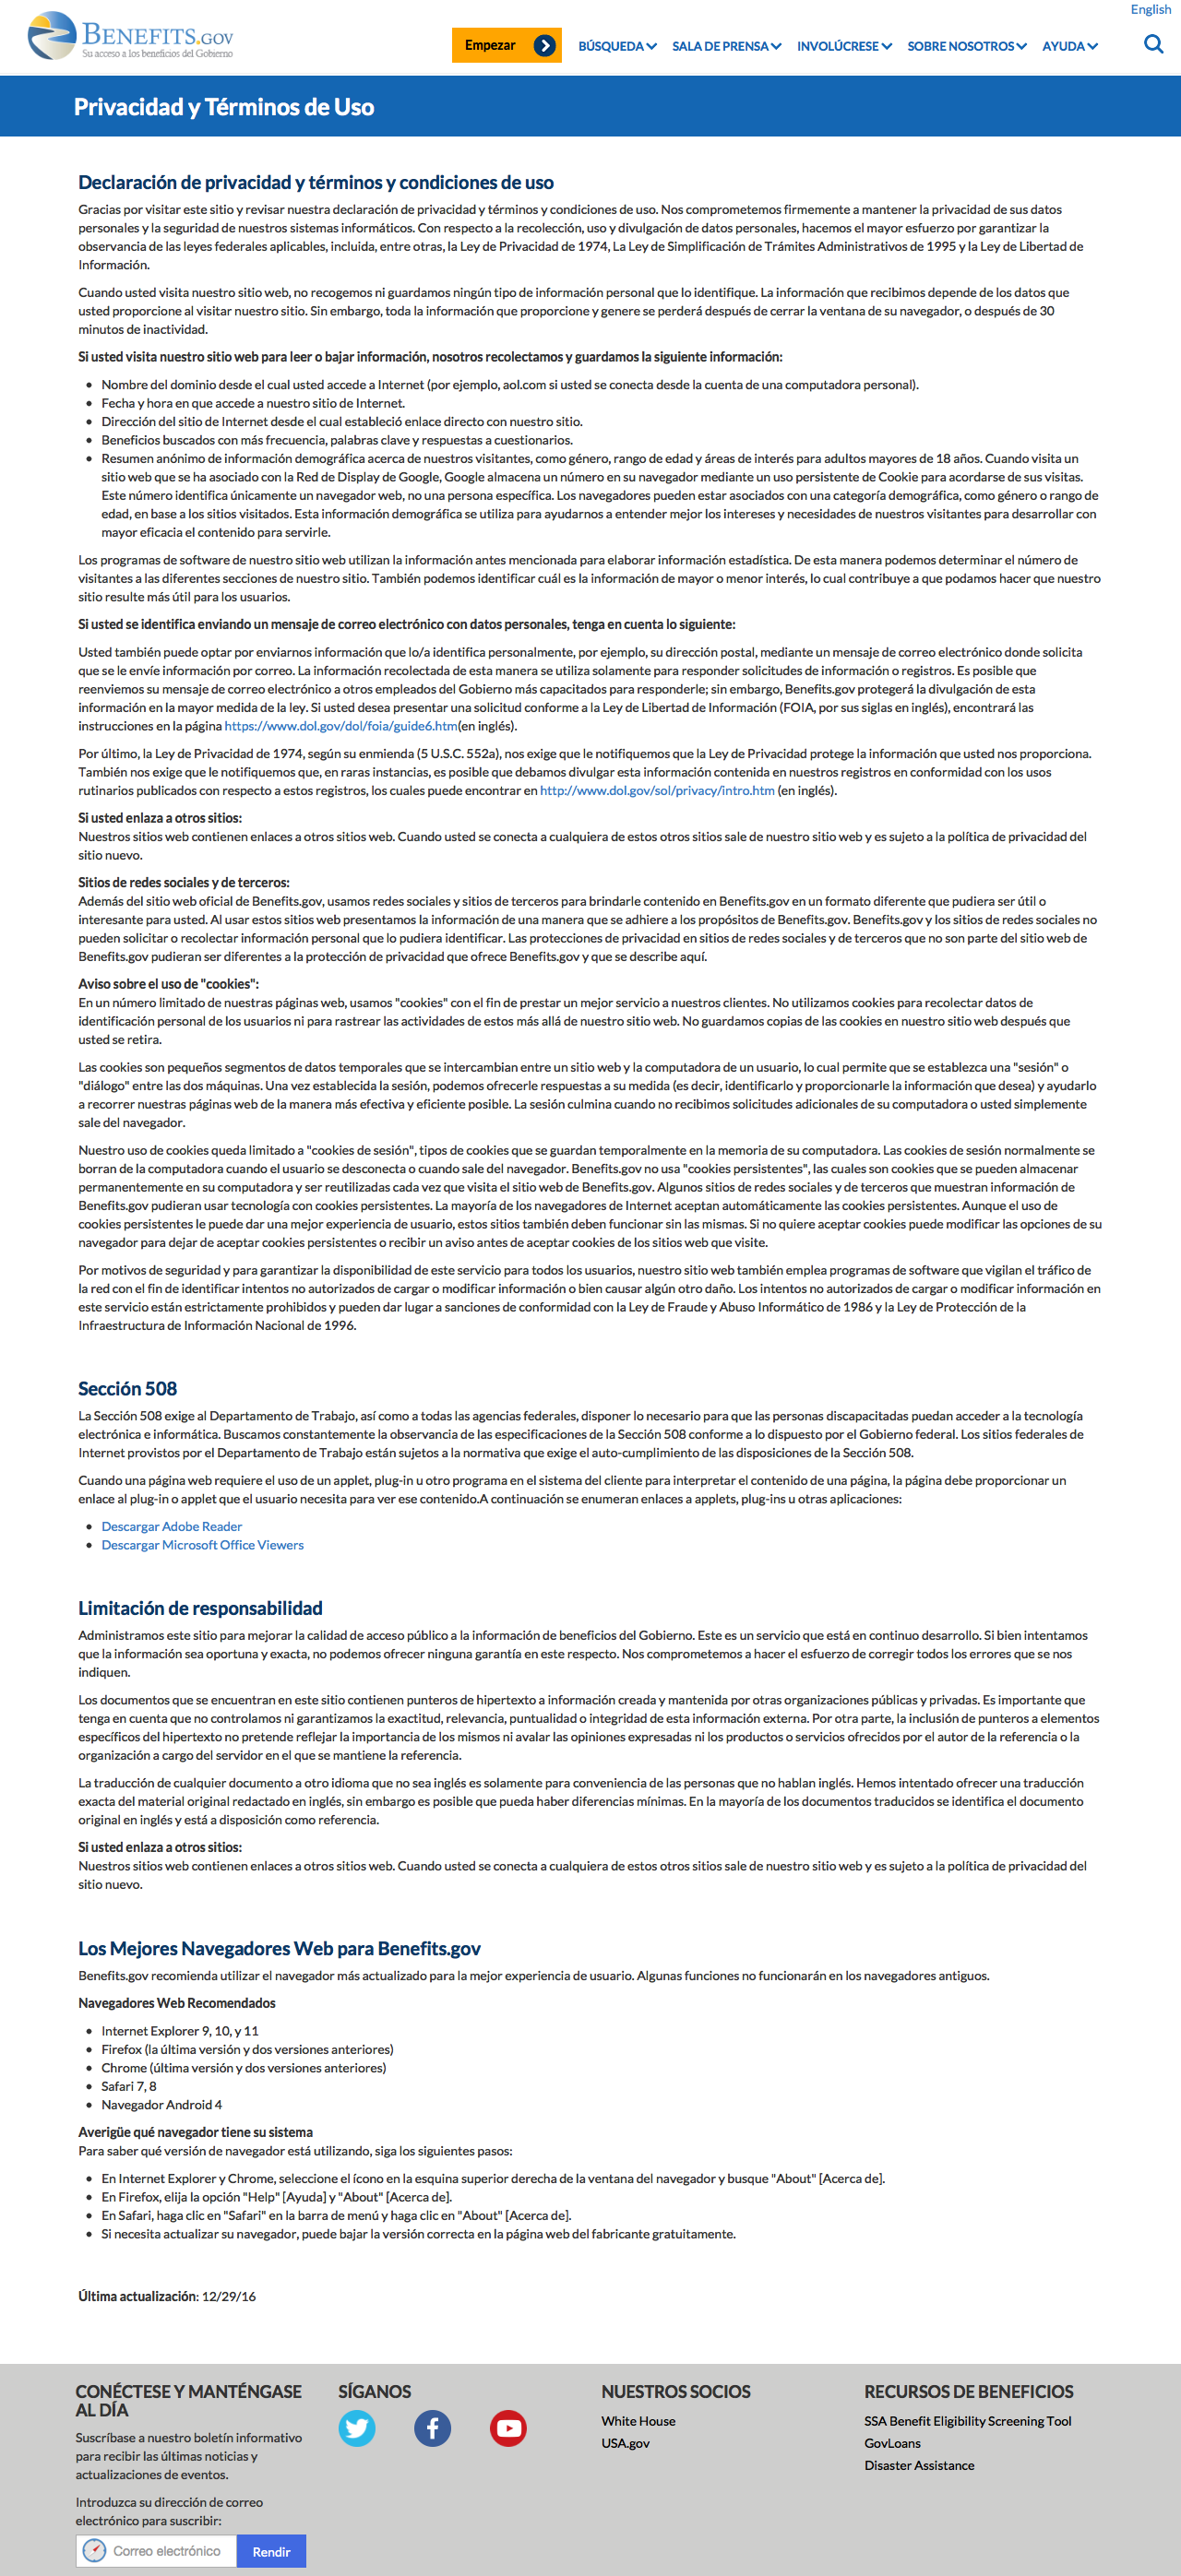 English
BENEFITS.GOV
Su acceso a los beneficios del Gobierno
Empezar
BÚSQUEDA
SALA DE PRENSA
INVOLÚCRESE
SOBRE NOSOTROS
AYUDA
Privacidad y Términos de Uso
Declaración de privacidad y términos y condiciones de uso
Gracias por visitar este sitio y revisar nuestra declaración de privacidad y términos y condiciones de uso. Nos comprometemos firmemente a mantener la privacidad de sus datos
personales y la seguridad de nuestros sistemas informáticos. Con respecto a la recolección, uso y divulgación de datos personales, hacemos el mayor esfuerzo por garantizar la
observancia de las leyes federales aplicables, incluida, entre otras, la Ley de Privacidad de 1974, La Ley de Simplificación de Trámites Administrativos de 1995 y la Ley de Libertad de
Información.
Cuando usted visita nuestro sitio web, no recogemos ni guardamos ningún tipo de información personal que lo identifique. La información que recibimos depende de los datos que
usted proporcione al visitar nuestro sitio. Sin embargo, toda la información que proporcione y genere se perderá después de cerrar la ventana de su navegador, o después de 30
minutos de inactividad.
Si usted visita nuestro sitio web para leer o bajar información, nosotros recolectamos y guardamos la siguiente información:
• Nombre del dominio desde el cual usted accede a Internet (por ejemplo, aol.com si usted se conecta desde la cuenta de una computadora personal).
• Fecha y hora en que accede a nuestro sitio de Internet.
• Dirección del sitio de Internet desde el cual estableció enlace directo con nuestro sitio.
• Beneficios buscados con más frecuencia, palabras clave y respuestas a cuestionarios.
• Resumen anónimo de información demográfica acerca de nuestros visitantes, como género, rango de edad y áreas de interés para adultos mayores de 18 años. Cuando visita un
sitio web que se ha asociado con la Red de Display de Google, Google almacena un número en su navegador mediante un uso persistente de Cookie para acordarse de sus visitas.
Este número identifica únicamente un navegador web, no una persona específica. Los navegadores pueden estar asociados con una categoría demográfica, como género o rango de
edad, en base a los sitios visitados. Esta información demográfica se utiliza para ayudarnos a entender mejor los intereses y necesidades de nuestros visitantes para desarrollar con
mayor eficacia el contenido para servirle.
Los programas de software de nuestro sitio web utilizan la información antes mencionada para elaborar información estadística. De esta manera podemos determinar el número de
visitantes a las diferentes secciones de nuestro sitio. También podemos identificar cuál es la información de mayor o menor interés, lo cual contribuye a que podamos hacer que nuestro
sitio resulte más útil para los usuarios.
Si usted se identifica enviando un mensaje de correo electrónico con datos personales, tenga en cuenta lo siguiente:
Usted también puede optar por enviarnos información que lo/a identifica personalmente, por ejemplo, su dirección postal, mediante un mensaje de correo electrónico donde solicita
que se le envíe información por correo. La información recolectada de esta manera se utiliza solamente para responder solicitudes de información o registros. Es posible que
reenviemos su mensaje de correo electrónico a otros empleados del Gobierno más capacitados para responderle; sin embargo, Benefits.gov protegerá la divulgación de esta
información en la mayor medida de la ley. Si usted desea presentar una solicitud conforme a la Ley de Libertad de Información (FOIA, por sus siglas en inglés), encontrará las
instrucciones en la página https://www.dol.gov/dol/foia/guide6.htm(en inglés).
Por último, la Ley de Privacidad de 1974, según su enmienda (5 U.S.C. 552a), nos exige que le notifiquemos que la Ley de Privacidad protege la información que usted nos proporciona.
También nos exige que le notifiquemos que, en raras instancias, es posible que debamos divulgar esta información contenida en nuestros registros en conformidad con los usos
rutinarios publicados con respecto a estos registros, los cuales puede encontrar en http://www.dol.gov/sol/privacy/intro.htm (en inglés).
Si usted enlaza a otros sitios:
Nuestros sitios web contienen enlaces a otros sitios web. Cuando usted se conecta a cualquiera de estos otros sitios sale de nuestro sitio web y es sujeto a la política de privacidad del
sitio nuevo.
Sitios de redes sociales y de terceros:
Además del sitio web oficial de Benefits.gov, usamos redes sociales y sitios de terceros para brindarle contenido en Benefits.gov en un formato diferente que pudiera ser útil o
interesante para usted. Al usar estos sitios web presentamos la información de una manera que se adhiere a los propósitos de Benefits.gov. Benefits.gov y los sitios de redes sociales no
pueden solicitar o recolectar información personal que lo pudiera identificar. Las protecciones de privacidad en sitios de redes sociales y de terceros que no son parte del sitio web de
Benefits.gov pudieran ser diferentes a la protección de privacidad que ofrece Benefits.gov y que se describe aquí.
Aviso sobre el uso de "cookies":
En un número limitado de nuestras páginas web, usamos "cookies" con el fin de prestar un mejor servicio a nuestros clientes. No utilizamos cookies para recolectar datos de
identificación personal de los usuarios ni para rastrear las actividades de estos más allá de nuestro sitio web. No guardamos copias de las cookies en nuestro sitio web después que
usted se retira.
Las cookies son pequeños segmentos de datos temporales que se intercambian entre un sitio web y la computadora de un usuario, lo cual permite que se establezca una "sesión" o
"diálogo" entre las dos máquinas. Una vez establecida la sesión, podemos ofrecerle respuestas a su medida (es decir, identificarlo y proporcionarle la información que desea) y ayudarlo
a recorrer nuestras páginas web de la manera más efectiva y eficiente posible. La sesión culmina cuando no recibimos solicitudes adicionales de su computadora o usted simplemente
sale del navegador.
Nuestro uso de cookies queda limitado a "cookies de sesión", tipos de cookies que se guardan temporalmente en la memoria de su computadora. Las cookies de sesión normalmente se
borran de la computadora cuando el usuario se desconecta o cuando sale del navegador. Benefits.gov no usa "cookies persistentes", las cuales son cookies que se pueden almacenar
permanentemente en su computadora y ser reutilizadas cada vez que visita el sitio web de Benefits.gov. Algunos sitios de redes sociales y de terceros que muestran información de
Benefits.gov pudieran usar tecnología con cookies persistentes. La mayoría de los navegadores de Internet aceptan automáticamente las cookies persistentes. Aunque el uso de
cookies persistentes le puede dar una mejor experiencia de usuario, estos sitios también deben funcionar sin las mismas. Si no quiere aceptar cookies puede modificar las opciones de su
navegador para dejar de aceptar cookies persistentes o recibir un aviso antes de aceptar cookies de los sitios web que visite.
Por motivos de seguridad y para garantizar la disponibilidad de este servicio para todos los usuarios, nuestro sitio web también emplea programas de software que vigilan el tráfico de
la red con el fin de identificar intentos no autorizados de cargar o modificar información o bien causar algún otro daño. Los intentos no autorizados de cargar o modificar información en
este servicio están estrictamente prohibidos y pueden dar lugar a sanciones de conformidad con la Ley de Fraude y Abuso Informático de 1986 y la Ley de Protección de la
Infraestructura de Información Nacional de 1996.
Sección 508
La Sección 508 exige al Departamento de Trabajo, así como a todas las agencias federales, disponer lo necesario para que las personas discapacitadas puedan acceder a la tecnología
electrónica e informática. Buscamos constantemente la observancia de las especificaciones de la Sección 508 conforme a lo dispuesto por el Gobierno federal. Los sitios federales de
Internet provistos por el Departamento de Trabajo están sujetos a la normativa que exige el auto-cumplimiento de las disposiciones de la Sección 508.
Cuando una página web requiere el uso de un applet, plug-in u otro programa en el sistema del cliente para interpretar el contenido de una página, la página debe proporcionar un
enlace al plug-in o applet que el usuario necesita para ver ese contenido.A continuación se enumeran enlaces a applets, plug-ins u otras aplicaciones:
• Descargar Adobe Reader
• Descargar Microsoft Office Viewers
Limitación de responsabilidad
Administramos este sitio para mejorar la calidad de acceso público a la información de beneficios del Gobierno. Este es un servicio que está en continuo desarrollo. Si bien intentamos
que la información sea oportuna y exacta, no podemos ofrecer ninguna garantía en este respecto. Nos comprometemos a hacer el esfuerzo de corregir todos los errores que se nos
indiquen.
Los documentos que se encuentran en este sitio contienen punteros de hipertexto a información creada y mantenida por otras organizaciones públicas y privadas. Es importante que
tenga en cuenta que no controlamos ni garantizamos la exactitud, relevancia, puntualidad o integridad de esta información externa. Por otra parte, la inclusión de punteros a elementos
específicos del hipertexto no pretende reflejar la importancia de los mismos ni avalar las opiniones expresadas ni los productos o servicios ofrecidos por el autor de la referencia o la
organización a cargo del servidor en el que se mantiene la referencia.
La traducción de cualquier documento a otro idioma que no sea inglés es solamente para conveniencia de las personas que no hablan inglés. Hemos intentado ofrecer una traducción
exacta del material original redactado en inglés, sin embargo es posible que pueda haber diferencias mínimas. En la mayoría de los documentos traducidos se identifica el documento
original en inglés y está a disposición como referencia.
Si usted enlaza a otros sitios:
Nuestros sitios web contienen enlaces a otros sitios web. Cuando usted se conecta a cualquiera de estos otros sitios sale de nuestro sitio web y es sujeto a la política de privacidad del
sitio nuevo.
Los Mejores Navegadores Web para Benefits.gov
Benefits.gov recomienda utilizar el navegador más actualizado para la mejor experiencia de usuario. Algunas funciones no funcionarán en los navegadores antiguos.
Navegadores Web Recomendados
• Internet Explorer 9, 10, y 11
• Firefox (la última versión y dos versiones anteriores)
• Chrome (última versión y dos versiones anteriores)
• Safari 7, 8
• Navegador Android 4
Averigüe qué navegador tiene su sistema
Para saber qué versión de navegador está utilizando, siga los siguientes pasos:
• En Internet Explorer y Chrome, seleccione el ícono en la esquina superior derecha de la ventana del navegador y busque "About" [Acerca de].
• En Firefox, elija la opción "Help" [Ayuda] y "About" [Acerca de].
• En Safari, haga clic en "Safari" en la barra de menú y haga clic en "About" [Acerca de].
• Si necesita actualizar su navegador, puede bajar la versión correcta en la página web del fabricante gratuitamente.
Última actualización: 12/29/16
CONÉCTESE Y MANTÉNGASE
AL DÍA
Suscríbase a nuestro boletín informativo
para recibir las últimas noticias y
actualizaciones de eventos.
Introduzca su dirección de correo
electrónico para suscribir:
Correo electrónico
Rendir
SÍGANOS
NUESTROS SOCIOS
White House
USA.gov
RECURSOS DE BENEFICIOS
SSA Benefit Eligibility Screening Tool
GovLoans
Disaster Assistance